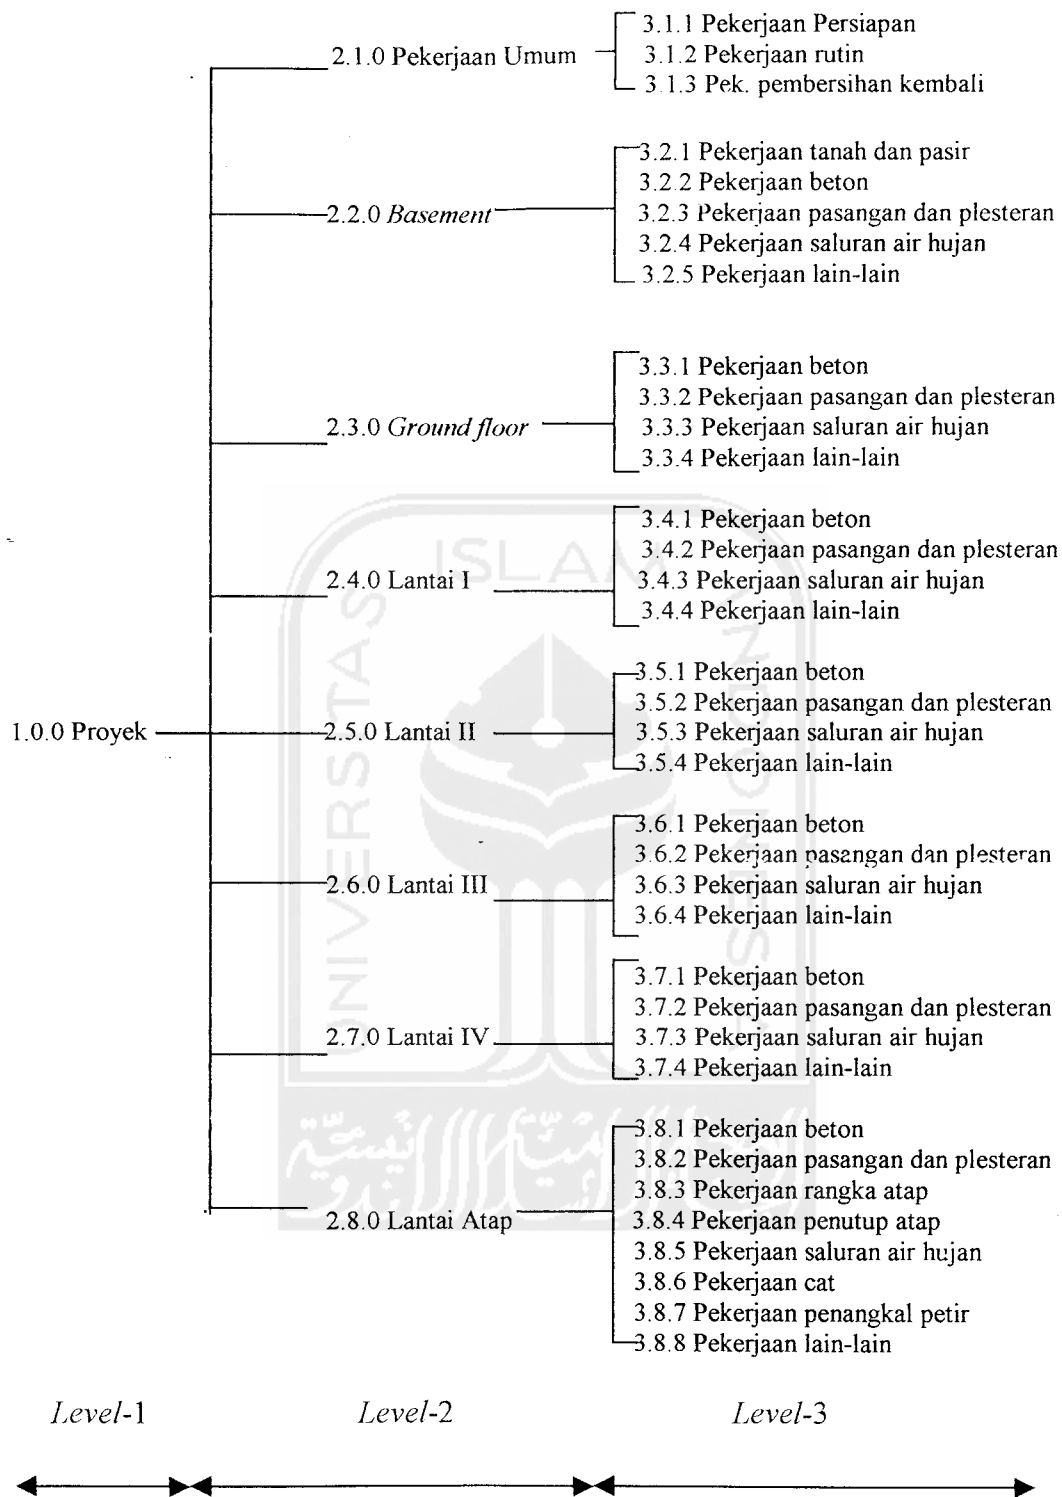 2.1.0 Pekerjaan Umum
3.1.1 Pekerjaan Persiapan
3.1.2 Pekerjaan rutin
3.1.3 Pek. pembersihan kembali
2.2.0 Basement
3.2.1 Pekerjaan tanah dan pasir
3.2.2 Pekerjaan beton
3.2.3 Pekerjaan pasangan dan plesteran
3.2.4 Pekerjaan saluran air hujan
3.2.5 Pekerjaan lain-lain
2.3.0 Ground floor
3.3.1 Pekerjaan beton
3.3.2 Pekerjaan pasangan dan plesteran
3.3.3 Pekerjaan saluran air hujan
3.3.4 Pekerjaan lain-lain
2.4.0 Lantai I
3.4.1 Pekerjaan beton
3.4.2 Pekerjaan pasangan dan plesteran
3.4.3 Pekerjaan saluran air hujan
3.4.4 Pekerjaan lain-lain
1.0.0 Proyek
2.5.0 Lantai II
3.5.1 Pekerjaan beton
3.5.2 Pekerjaan pasangan dan plesteran
3.5.3 Pekerjaan saluran air hujan
3.5.4 Pekerjaan lain-lain
2.6.0 Lantai III
3.6.1 Pekerjaan beton
3.6.2 Pekerjaan pasangan dan plesteran
3.6.3 Pekerjaan saluran air hujan
3.6.4 Pekerjaan lain-lain
2.7.0 Lantai IV
3.7.1 Pekerjaan beton
3.7.2 Pekerjaan pasangan dan plesteran
3.7.3 Pekerjaan saluran air hujan
3.7.4 Pekerjaan lain-lain
2.8.0 Lantai Atap
3.8.1 Pekerjaan beton
3.8.2 Pekerjaan pasangan dan plesteran
3.8.3 Pekerjaan rangka atap
3.8.4 Pekerjaan penutup atap
3.8.5 Pekerjaan saluran air hujan
3.8.6 Pekerjaan cat
3.8.7 Pekerjaan penangkal petir
3.8.8 Pekerjaan lain-lain
Level-1
Level-2
Level-3
UNIVERSITAS
ISLAM
INDONESIA